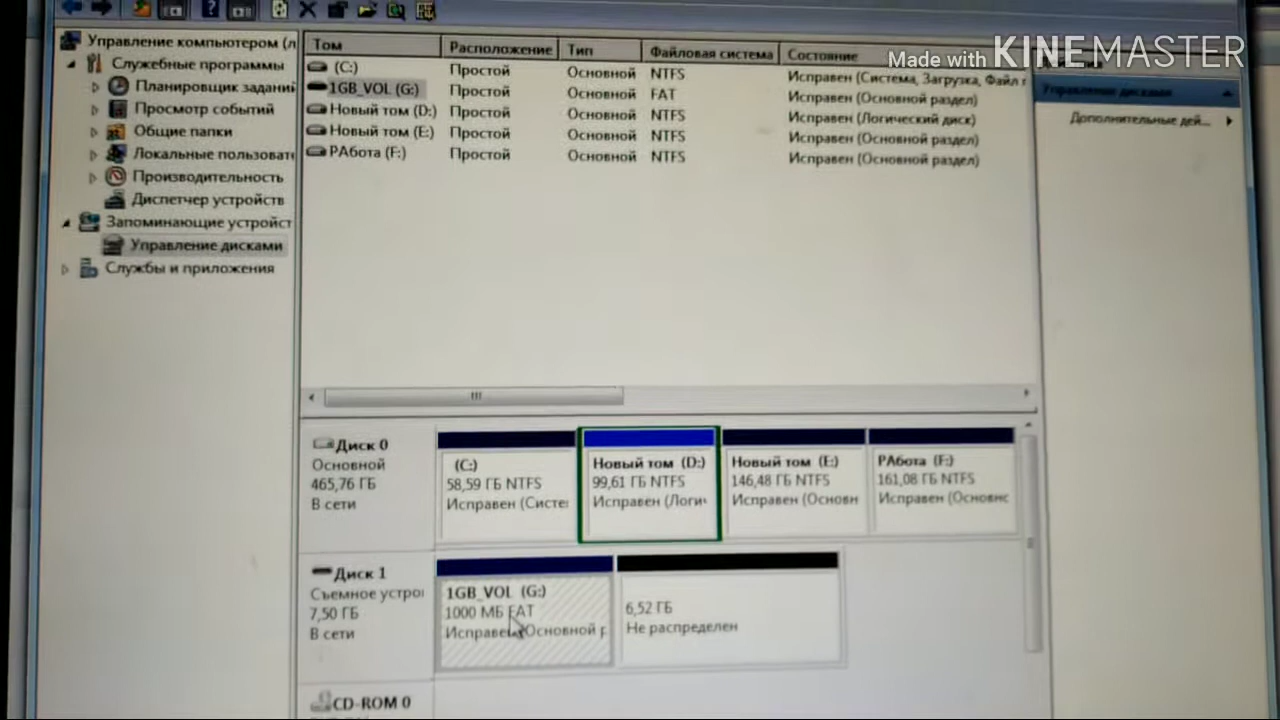 Управление компьютером (л
Служебные программы
Планировщик заданий
Просмотр событий
Общие папки
Локальные пользоват
Производительность
Диспетчер устройств
Запоминающие устройст
Управление дисками
Службы и приложения
Том Расположение Тип Файловая система Состояние
(C:) Простой Основной NTFS Исправен (Система, Загрузка, Файл п
1GB_VOL (G:) Простой Основной FAT Исправен (Основной раздел)
Новый том (D:) Простой Основной NTFS Исправен (Логический диск)
Новый том (E:) Простой Основной NTFS Исправен (Основной раздел)
РАбота (F:) Простой Основной NTFS Исправен (Основной раздел)
Made with KINEMASTER
Управление дисками
Дополнительные дей...
Диск 0
Основной
465,76 ГБ
В сети
(C:)
58,59 ГБ NTFS
Исправен (Систе
Новый том (D:)
99,61 ГБ NTFS
Исправен (Логи
Новый том (E:)
146,48 ГБ NTFS
Исправен (Основн
РАбота (F:)
161,08 ГБ NTFS
Исправен (Основно
Диск 1
Съемное устрої
7,50 ГБ
В сети
1GB_VOL (G:)
1000 МБ FAT
Исправен (Основной р
6,52 ГБ
Не распределен
CD-ROM 0